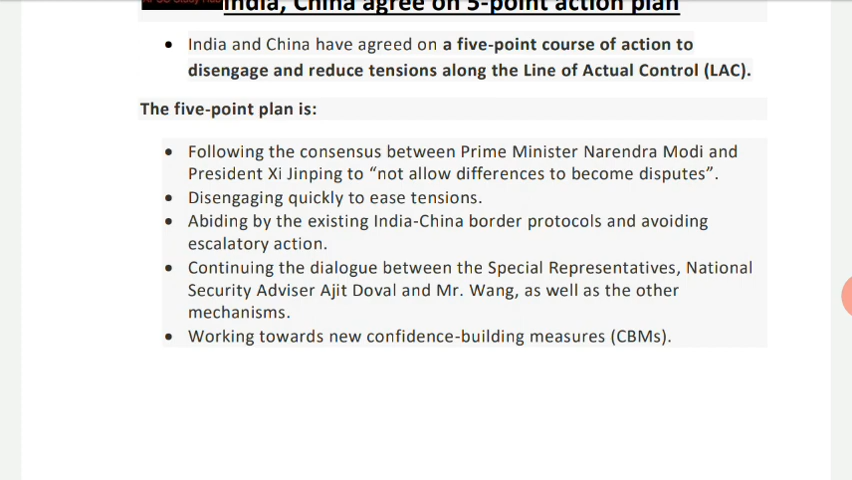 India, China agree on 5-point action plan
India and China have agreed on a five-point course of action to
disengage and reduce tensions along the Line of Actual Control (LAC).
The five-point plan is:
Following the consensus between Prime Minister Narendra Modi and
President Xi Jinping to “not allow differences to become disputes”.
Disengaging quickly to ease tensions.
Abiding by the existing India-China border protocols and avoiding
escalatory action.
Continuing the dialogue between the Special Representatives, National
Security Adviser Ajit Doval and Mr. Wang, as well as the other
mechanisms.
Working towards new confidence-building measures (CBMs).